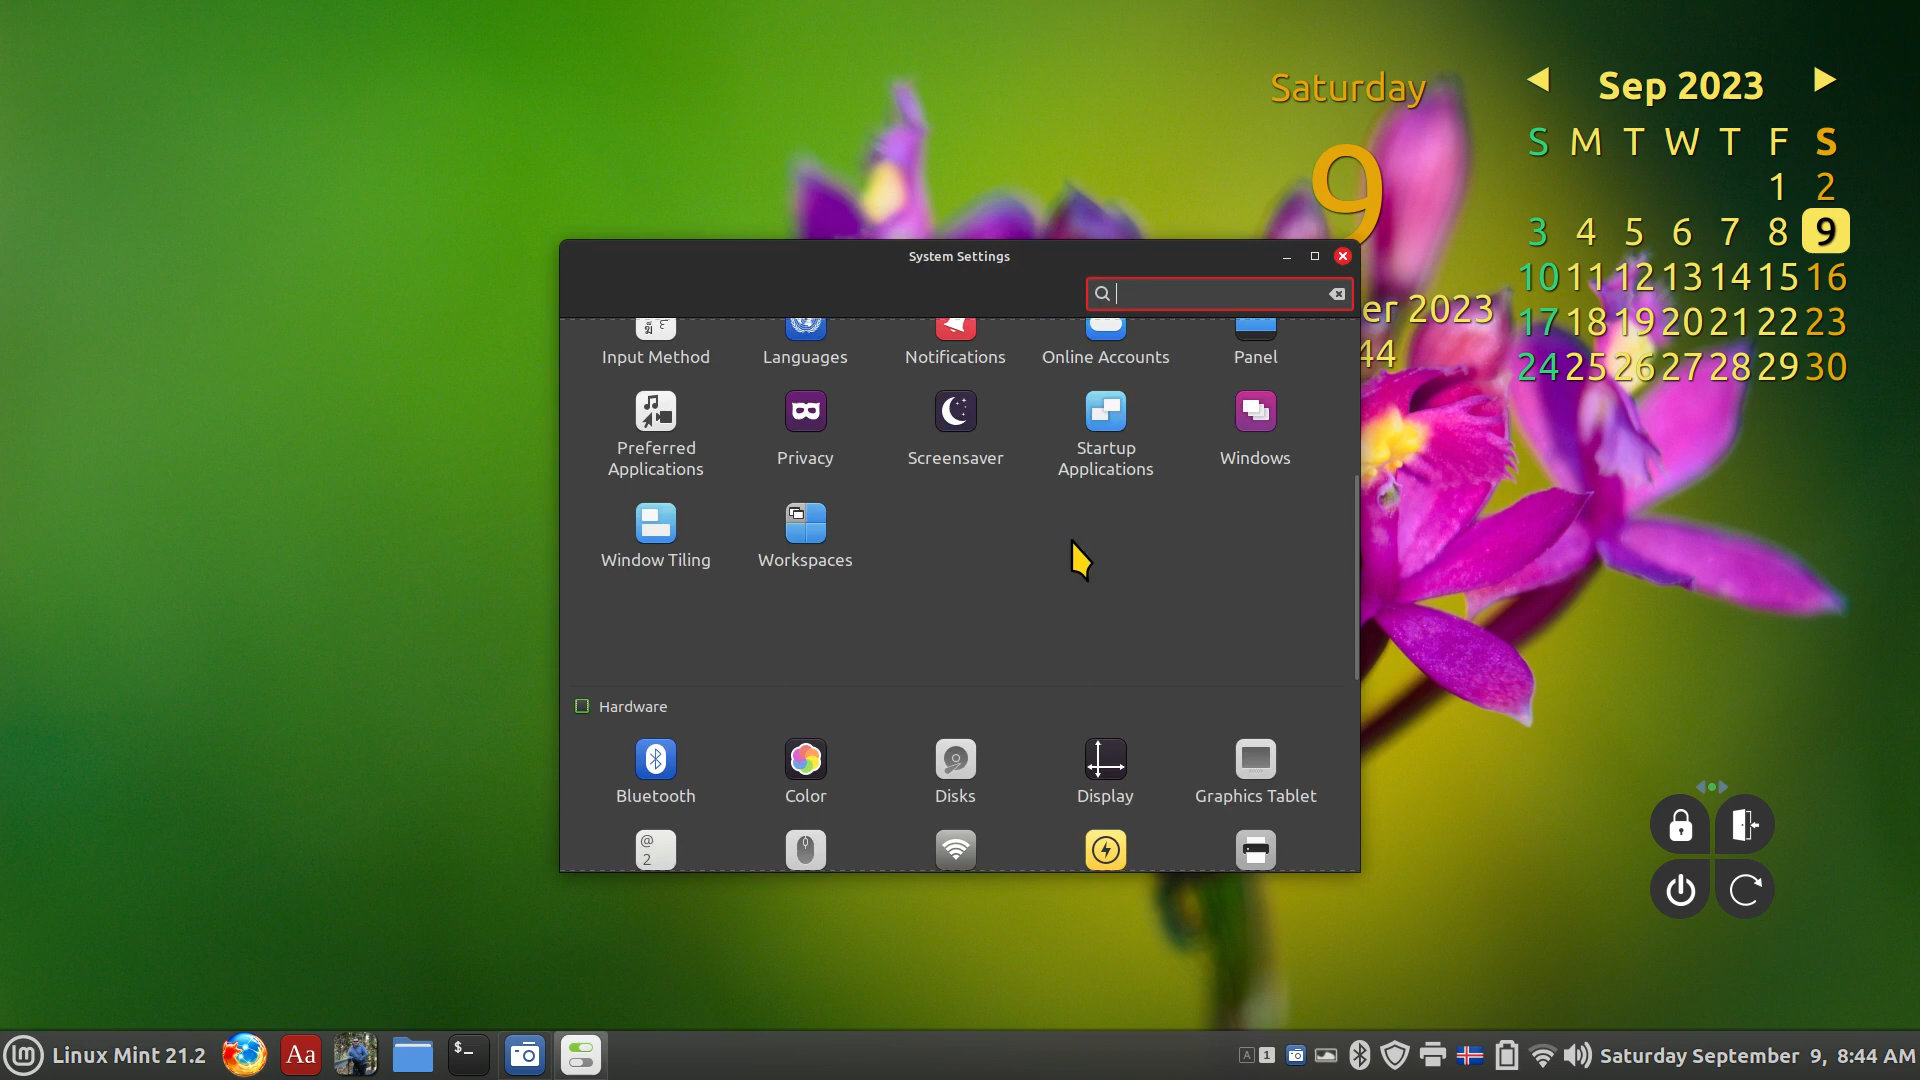 Saturday
9
er 2023
44
Sep 2023
S M T W T F S
1 2
3 4 5 6 7 8 9
10 11 12 13 14 15 16
17 18 19 20 21 22 23
24 25 26 27 28 29 30
System Settings
Input Method
Languages
Notifications
Online Accounts
Panel
Preferred
Applications
Privacy
Screensaver
Startup
Applications
Windows
Window Tiling
Workspaces
Hardware
Bluetooth
Color
Disks
Display
Graphics Tablet
@
2
Linux Mint 21.2
Aa
$_
A 1
Saturday September 9, 8:44 AM